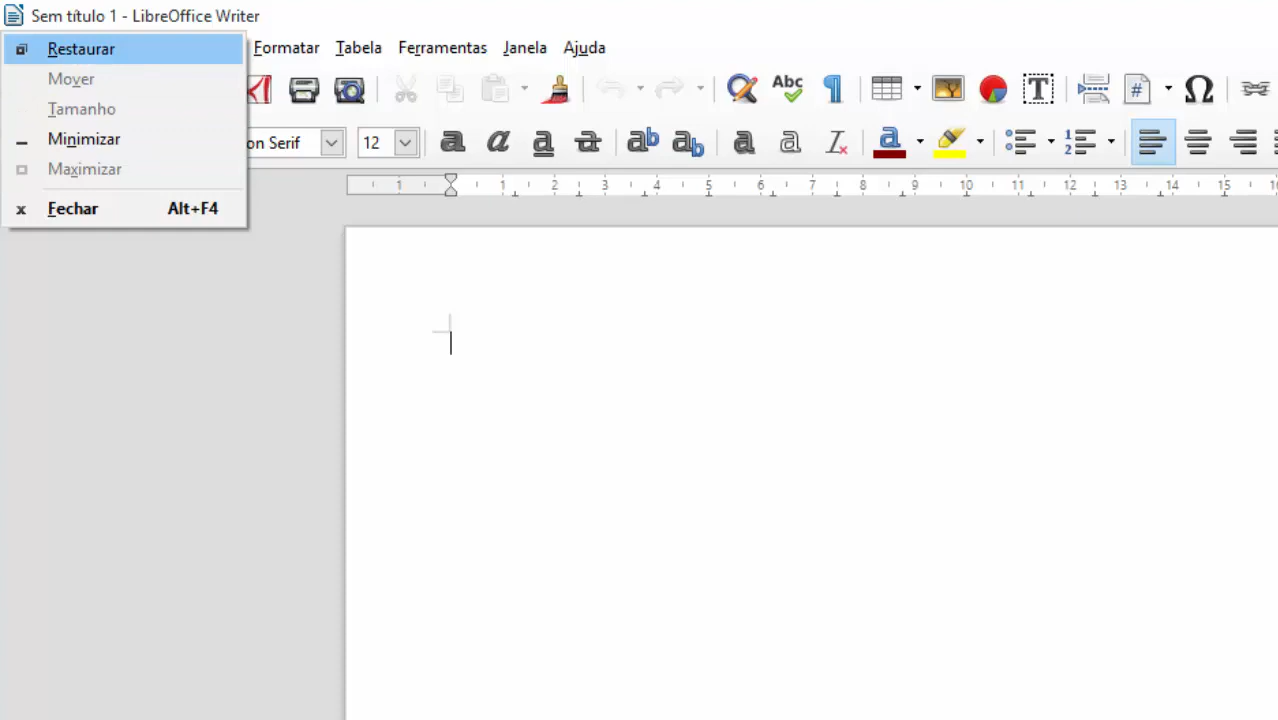 Sem título 1 - LibreOffice Writer
Restaurar Formatar Tabela Ferramentas Janela Ajuda
Mover
Tamanho
Minimizar on Serif 12
Maximizar
Fechar Alt+F4
Abc
1 1 2 3 4 5 6 7 8 9 10 11 12 13 14 15